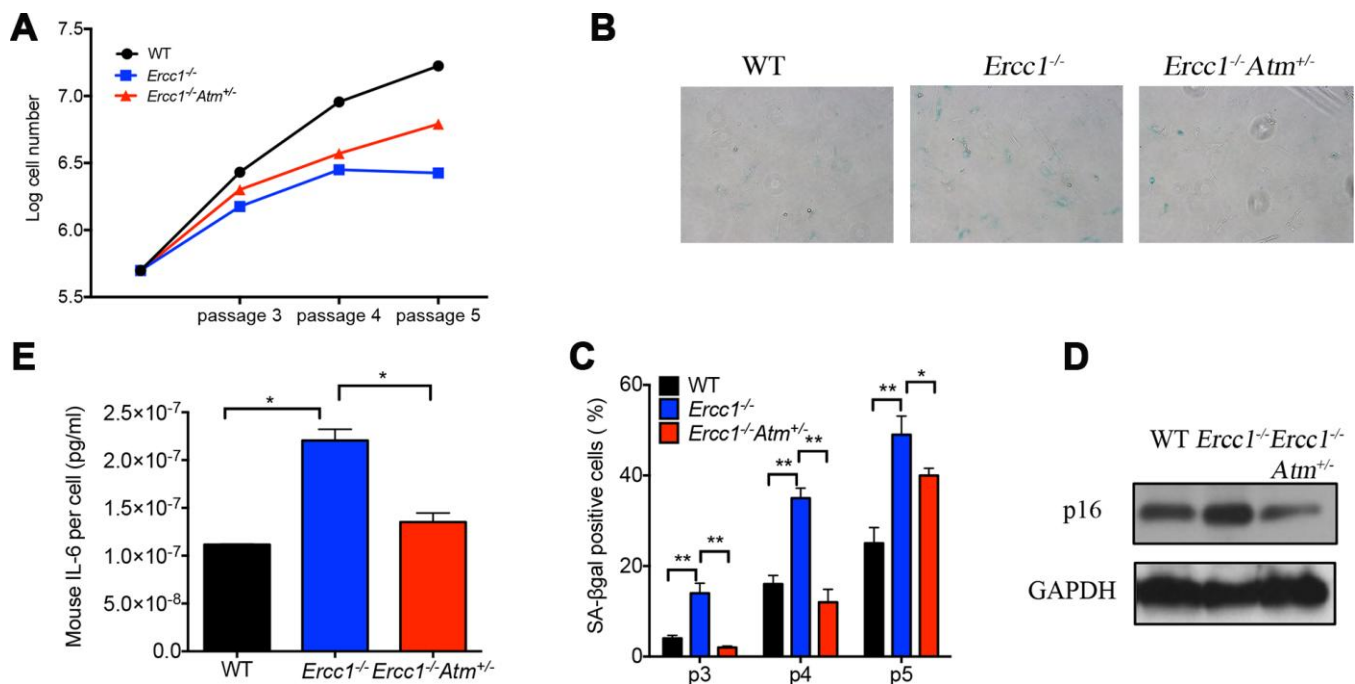 A
7.5
7.0
6.5
6.0
5.5
Log cell number
WT
Ercc1-/-
Ercc1-/-Atm+/-
passage 3 passage 4 passage 5
B
WT
Ercc1-/-
Ercc1-/-Atm+/-
E
Mouse IL-6 per cell (pg/ml)
2.5×10-7
2.0×10-7
1.5×10-7
1.0×10-7
5.0×10-8
0.0
*
*
WT Ercc1-/- Ercc1-/-Atm+/-
C
SA-βgal positive cells ( %)
60
40
20
0
WT
Ercc1-/-
Ercc1-/-Atm+/-
** **
** **
** *
p3 p4 p5
D
WT Ercc1-/- Ercc1-/-
Atm+/-
p16
GAPDH